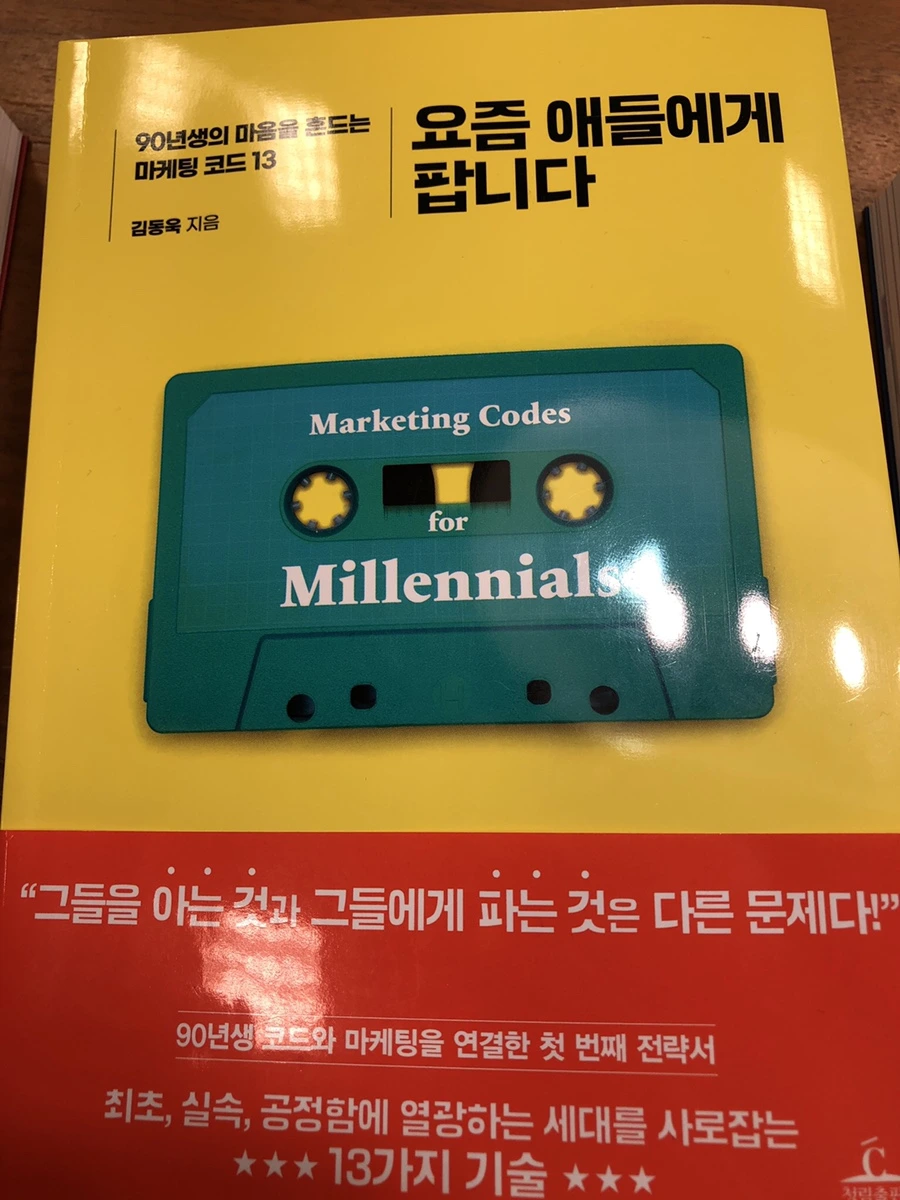 90년생의 마음을 흔드는
마케팅 코드 13
김동욱 지음
요즘 애들에게
팝니다
Marketing Codes
for
Millennials
“그들을 아는 것과 그들에게 파는 것은 다른 문제다!”
90년생 코드와 마케팅을 연결한 첫 번째 전략서
최초, 실속, 공정함에 열광하는 세대를 사로잡는
★★★ 13가지 기술 ★★★
C